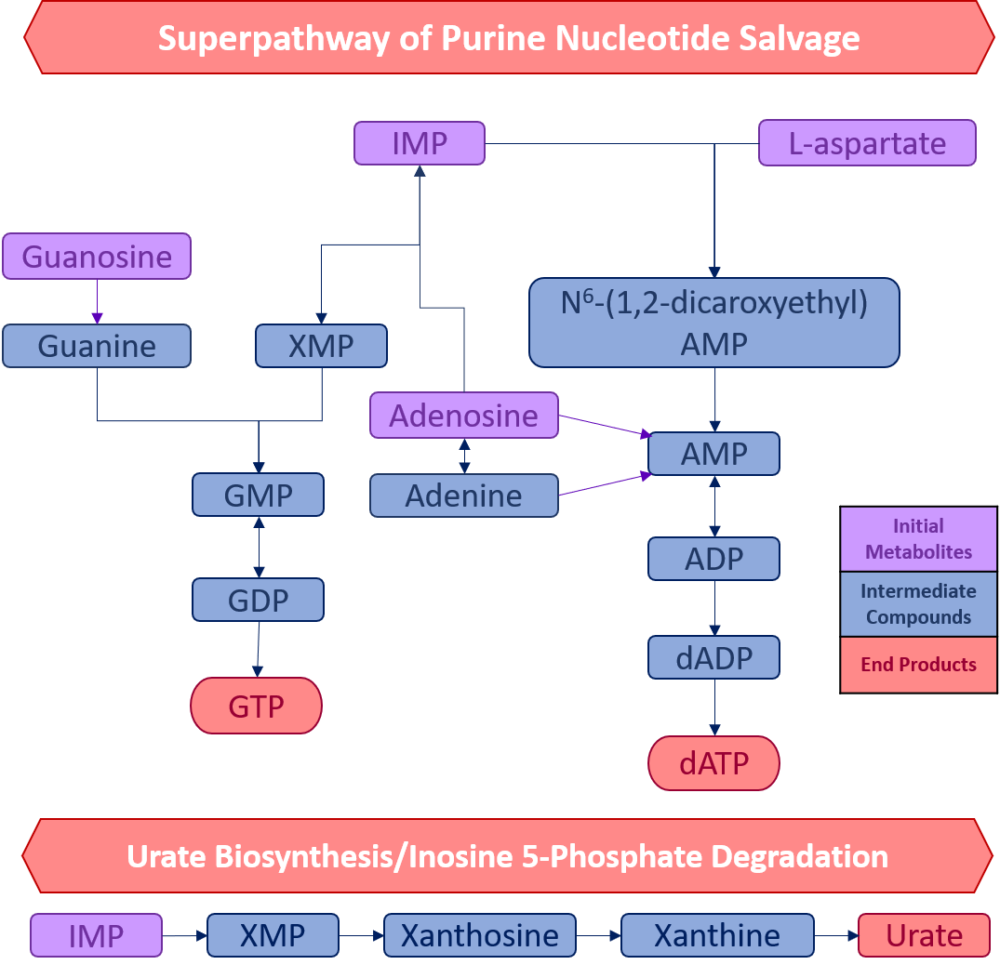 Superpathway of Purine Nucleotide Salvage
IMP
L-aspartate
Guanosine
N⁶-(1,2-dicaroxyethyl)
AMP
Guanine
XMP
Adenosine
AMP
GMP
Adenine
Initial
Metabolites
ADP
GDP
Intermediate
Compounds
dADP
End Products
GTP
dATP
Urate Biosynthesis/Inosine 5-Phosphate Degradation
IMP
XMP
Xanthosine
Xanthine
Urate